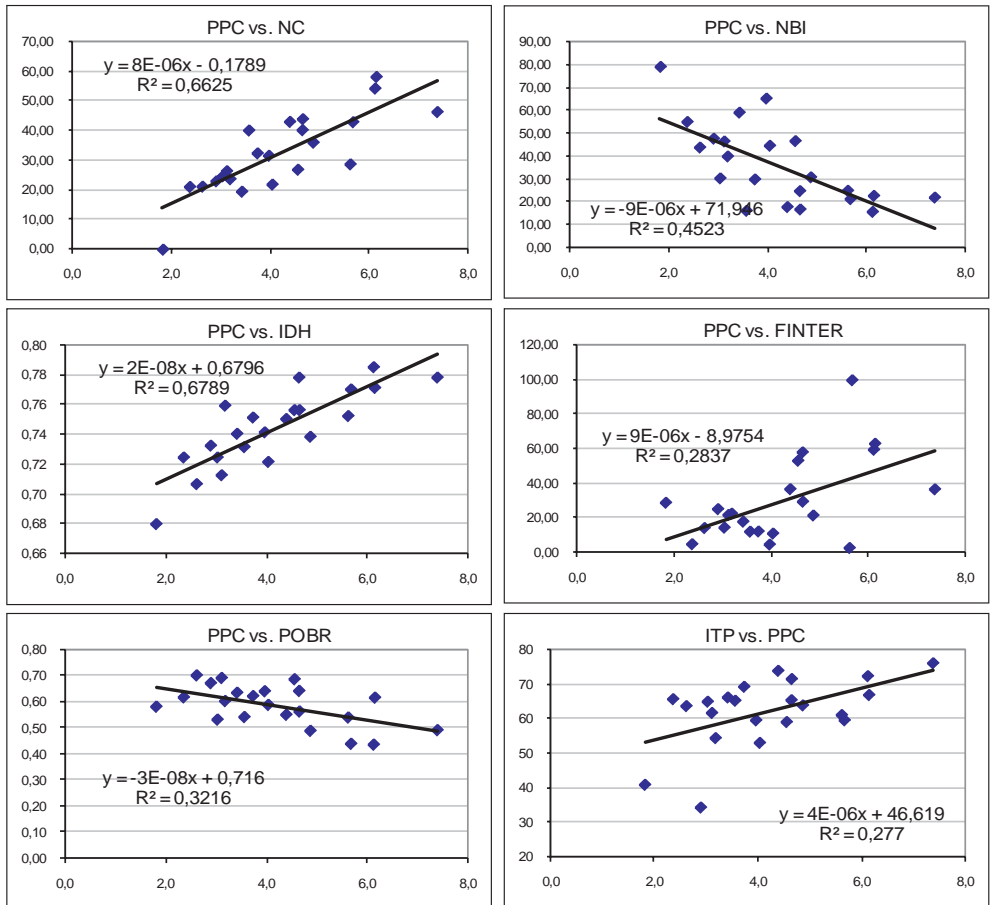 PPC vs. NC
70,00
60,00
50,00
40,00
30,00
20,00
10,00
0,00
y = 8E-06x - 0,1789
R² = 0,6625
0,0 2,0 4,0 6,0 8,0
PPC vs. NBI
90,00
80,00
70,00
60,00
50,00
40,00
30,00
20,00
10,00
0,00
y = -9E-06x + 71,946
R² = 0,4523
0,0 2,0 4,0 6,0 8,0
PPC vs. IDH
0,80
0,78
0,76
0,74
0,72
0,70
0,68
0,66
y = 2E-08x + 0,6796
R² = 0,6789
0,0 2,0 4,0 6,0 8,0
PPC vs. FINTER
120,00
100,00
80,00
60,00
40,00
20,00
0,00
y = 9E-06x - 8,9754
R² = 0,2837
0,0 2,0 4,0 6,0 8,0
PPC vs. POBR
0,80
0,70
0,60
0,50
0,40
0,30
0,20
0,10
0,00
y = -3E-08x + 0,716
R² = 0,3216
0,0 2,0 4,0 6,0 8,0
ITP vs. PPC
80
70
60
50
40
30
20
y = 4E-06x + 46,619
R² = 0,277
0,0 2,0 4,0 6,0 8,0